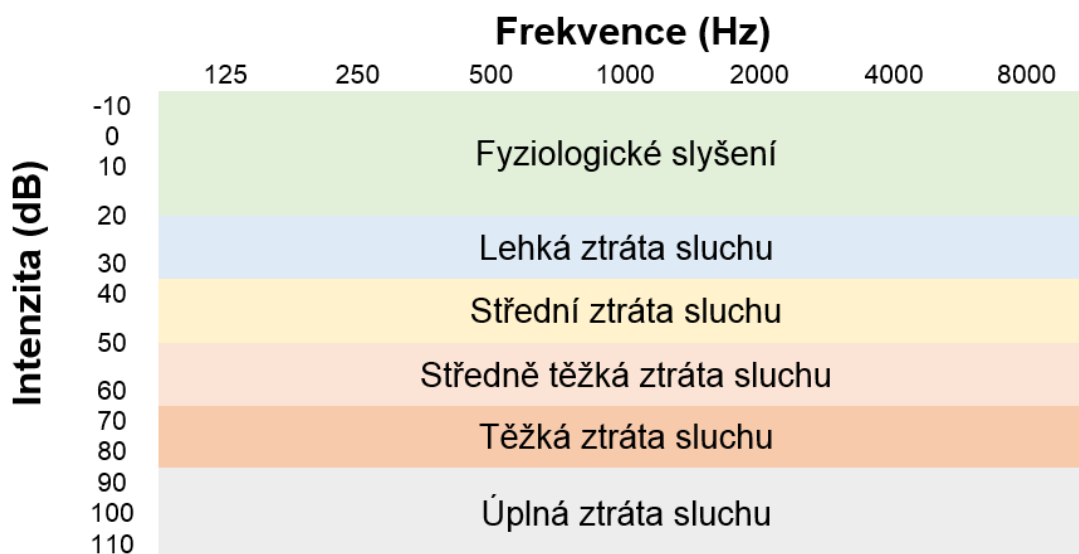 Frekvence (Hz)
125 250 500 1000 2000 4000 8000
Intenzita (dB)
-10
0
10
Fyziologické slyšení
20
Lehká ztráta sluchu
30
40
Střední ztráta sluchu
50
Středně těžká ztráta sluchu
60
70
Těžká ztráta sluchu
80
90
100
Úplná ztráta sluchu
110